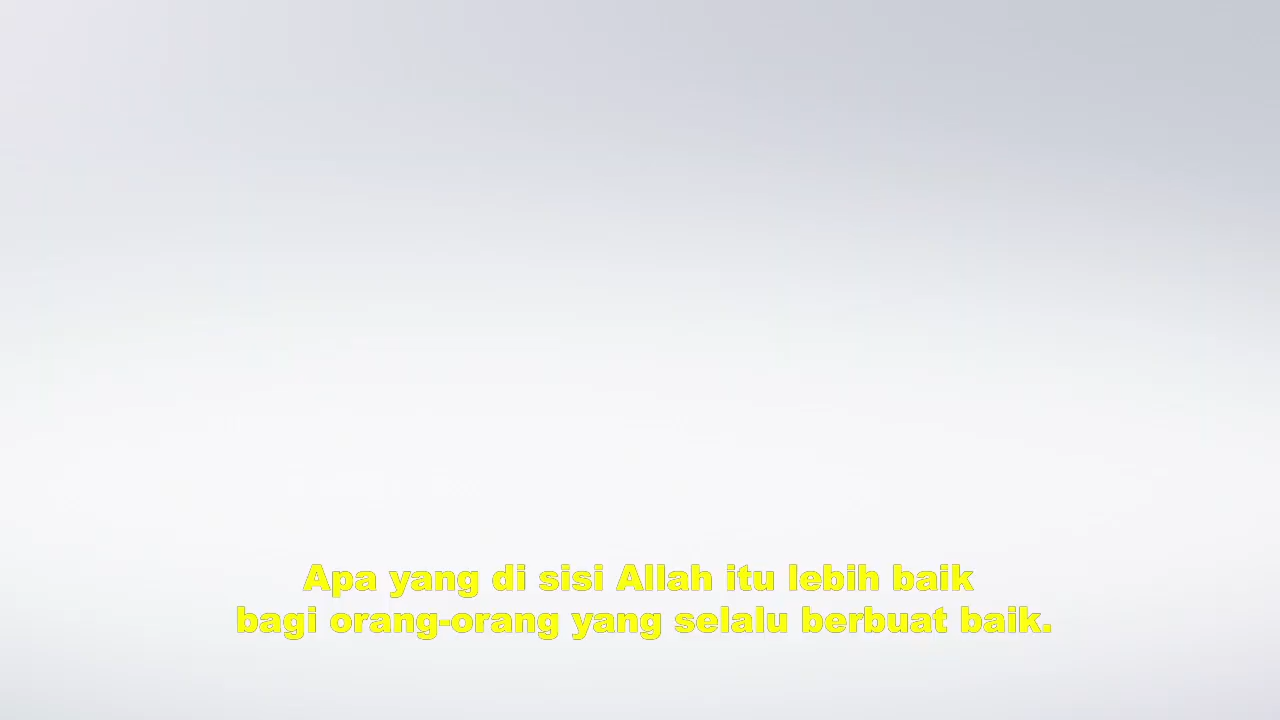 Apa yang di sisi Allah itu lebih baik
bagi orang-orang yang selalu berbuat baik.